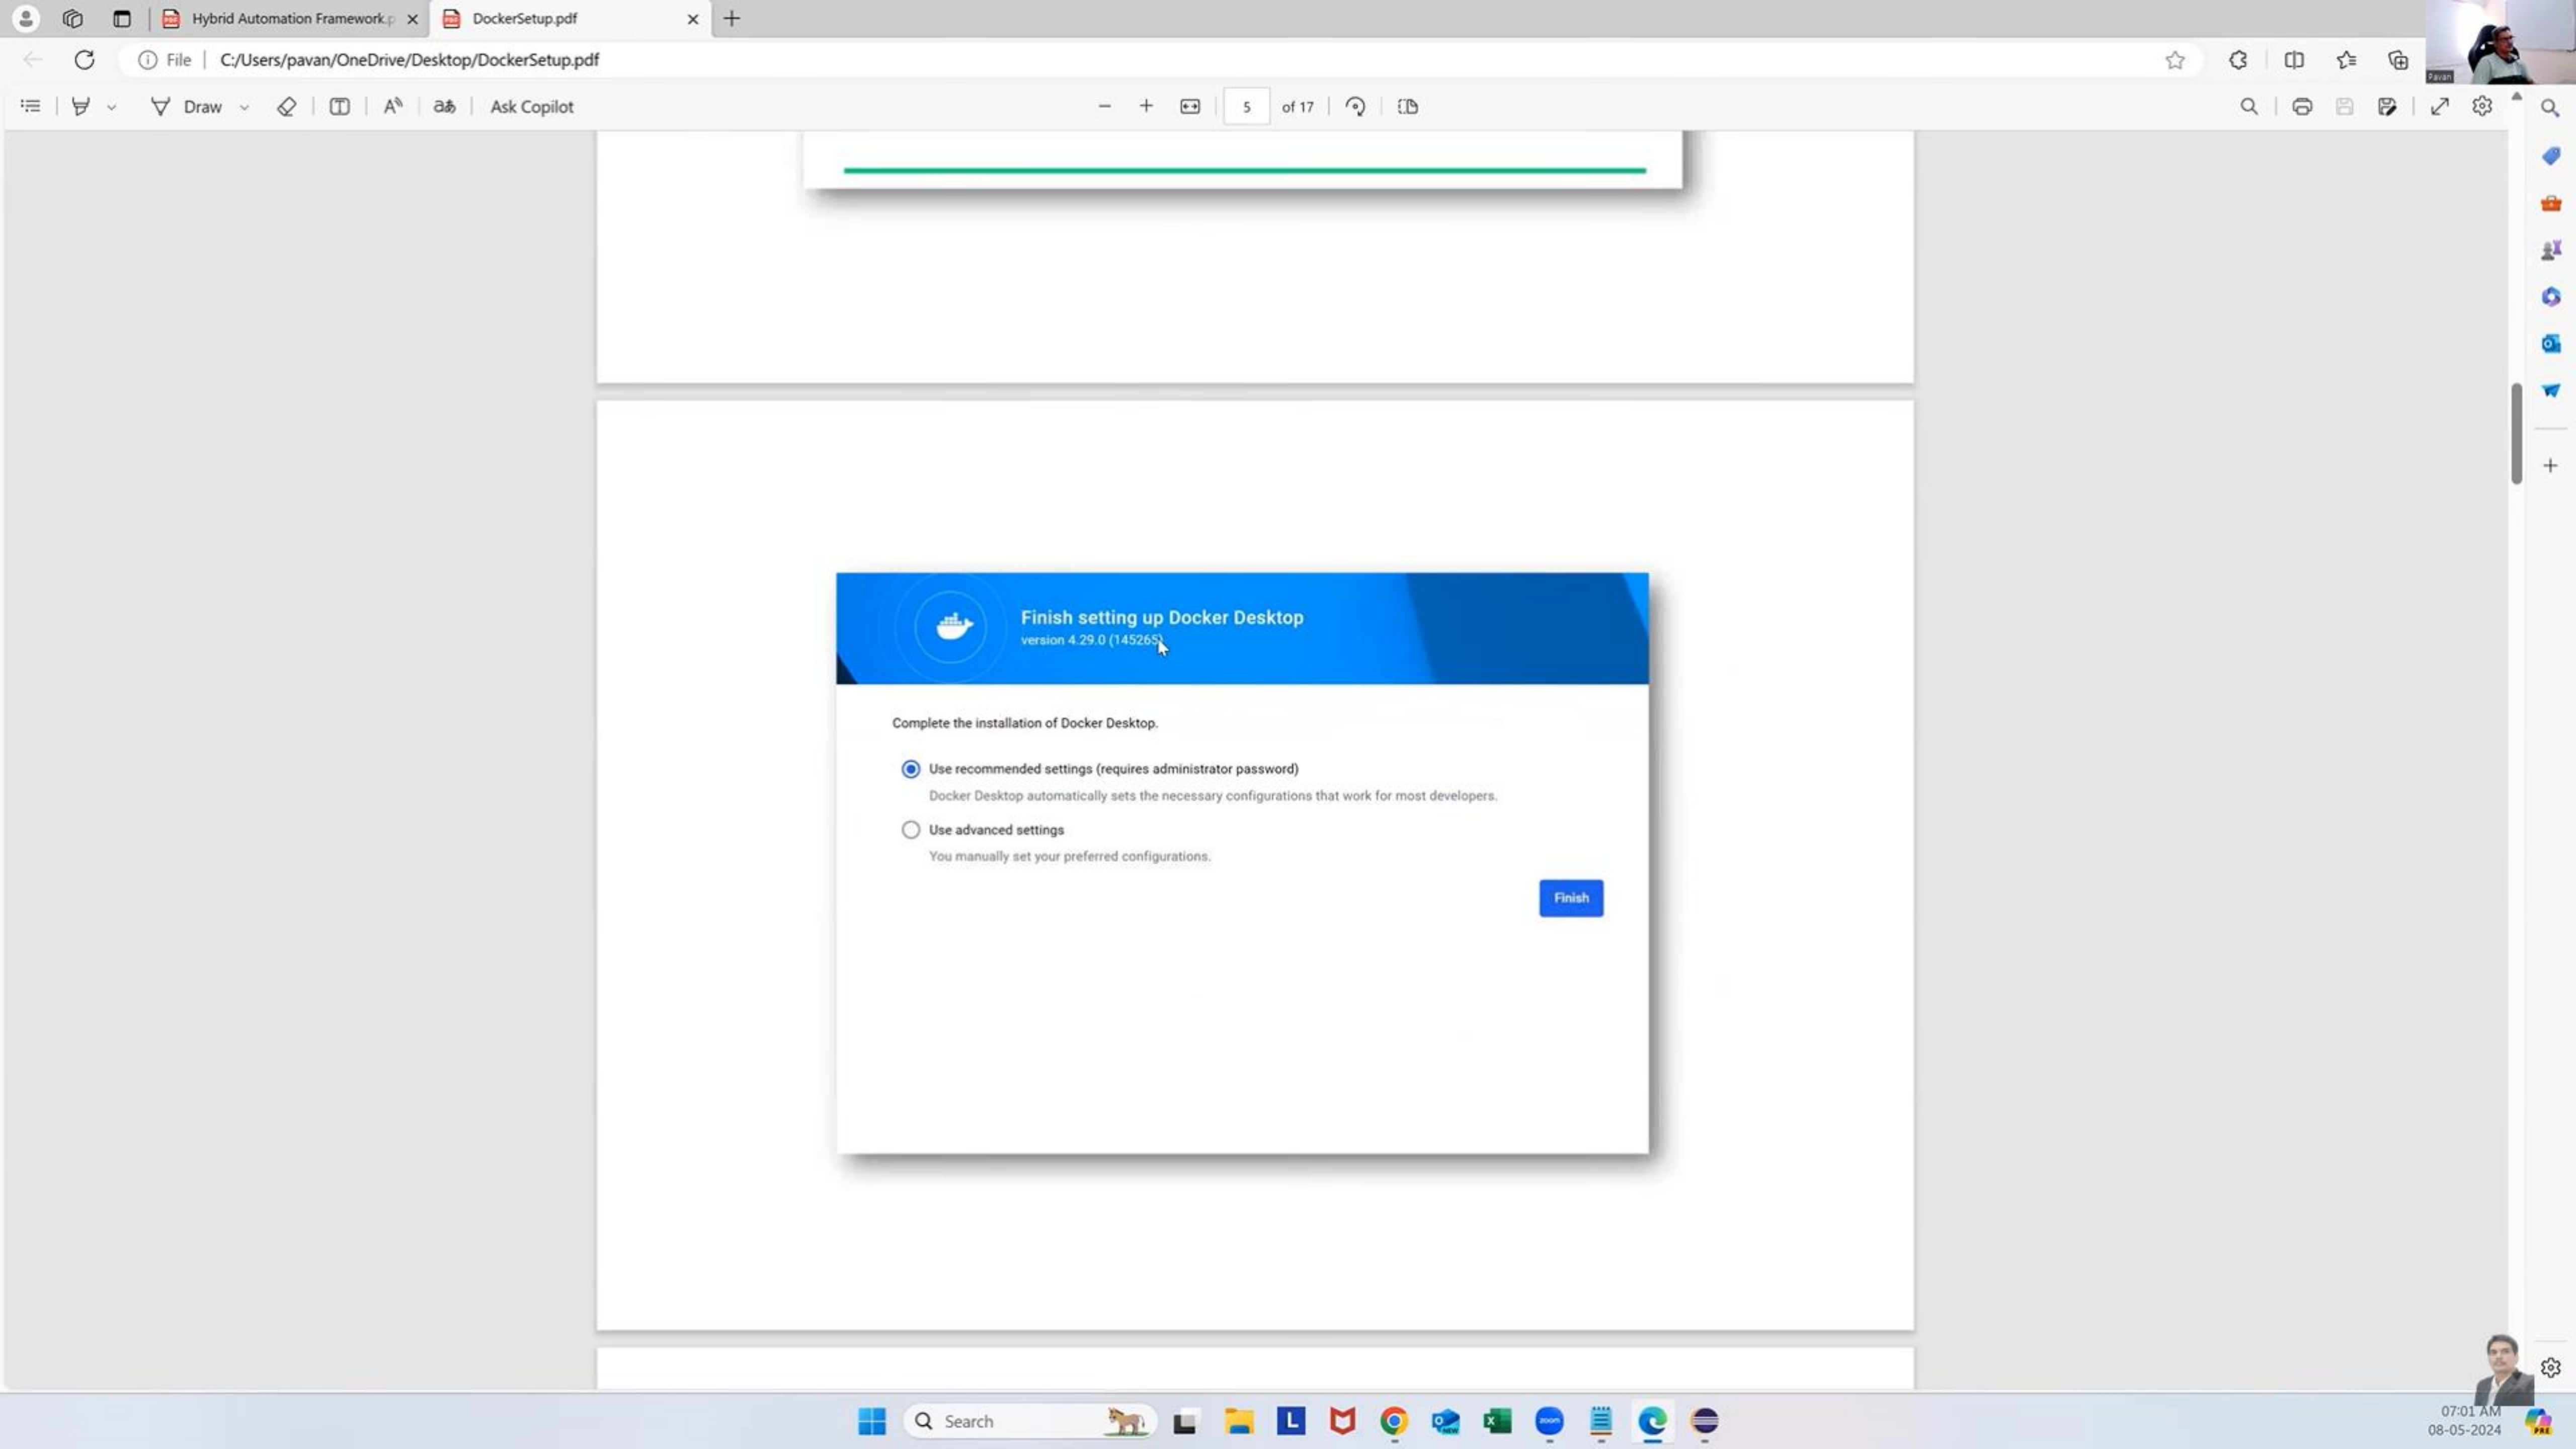 Hybrid Automation Framework.p
DockerSetup.pdf
File
C:/Users/pavan/OneDrive/Desktop/DockerSetup.pdf
Pavan
Draw
Ask Copilot
5
of 17
Finish setting up Docker Desktop
version 4.29.0 (145265)
Complete the installation of Docker Desktop.
Use recommended settings (requires administrator password)
Docker Desktop automatically sets the necessary configurations that work for most developers.
Use advanced settings
You manually set your preferred configurations.
Finish
Search
L
zoom
07:01 AM
08-05-2024
PRE